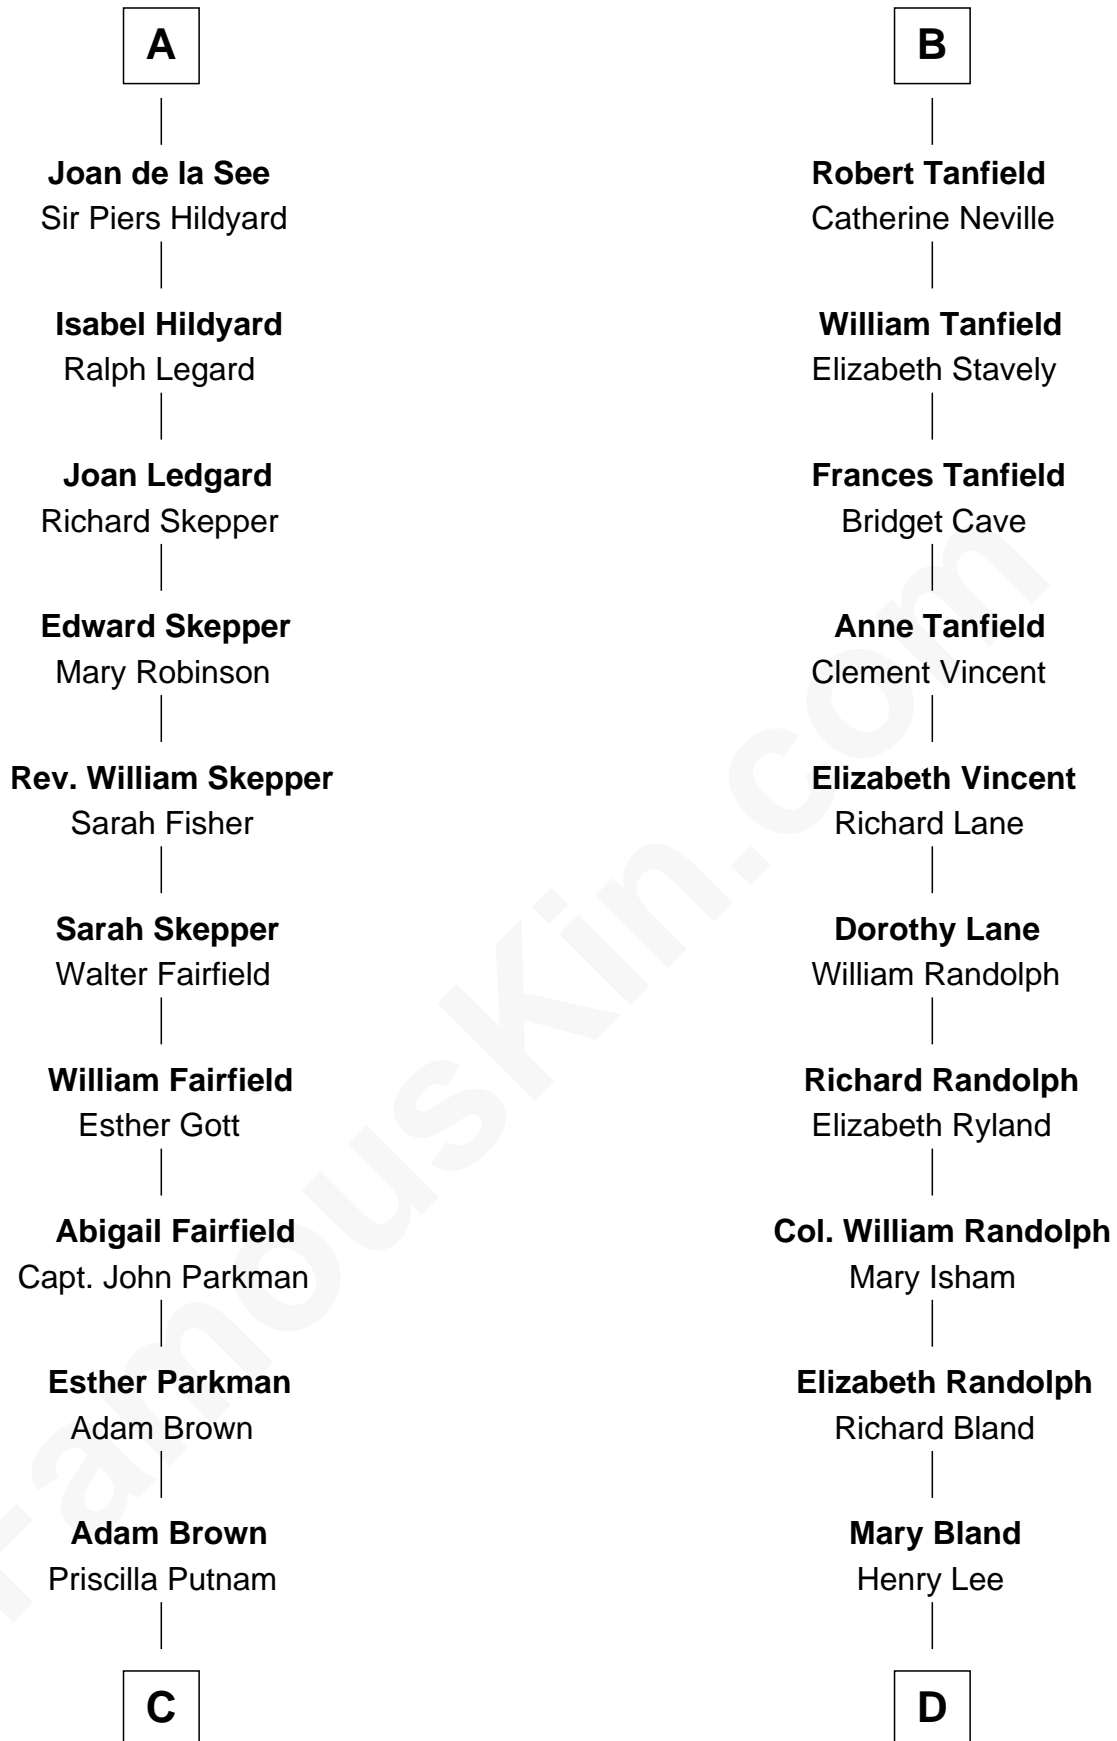 A
Joan de la See
Sir Piers Hildyard
Isabel Hildyard
Ralph Legard
Joan Ledgard
Richard Skepper
Edward Skepper
Mary Robinson
Rev. William Skepper
Sarah Fisher
Sarah Skepper
Walter Fairfield
William Fairfield
Esther Gott
Abigail Fairfield
Capt. John Parkman
Esther Parkman
Adam Brown
Adam Brown
Priscilla Putnam
C
B
Robert Tanfield
Catherine Neville
William Tanfield
Elizabeth Stavely
Frances Tanfield
Bridget Cave
Anne Tanfield
Clement Vincent
Elizabeth Vincent
Richard Lane
Dorothy Lane
William Randolph
Richard Randolph
Elizabeth Ryland
Col. William Randolph
Mary Isham
Elizabeth Randolph
Richard Bland
Mary Bland
Henry Lee
D
FamousKin.com